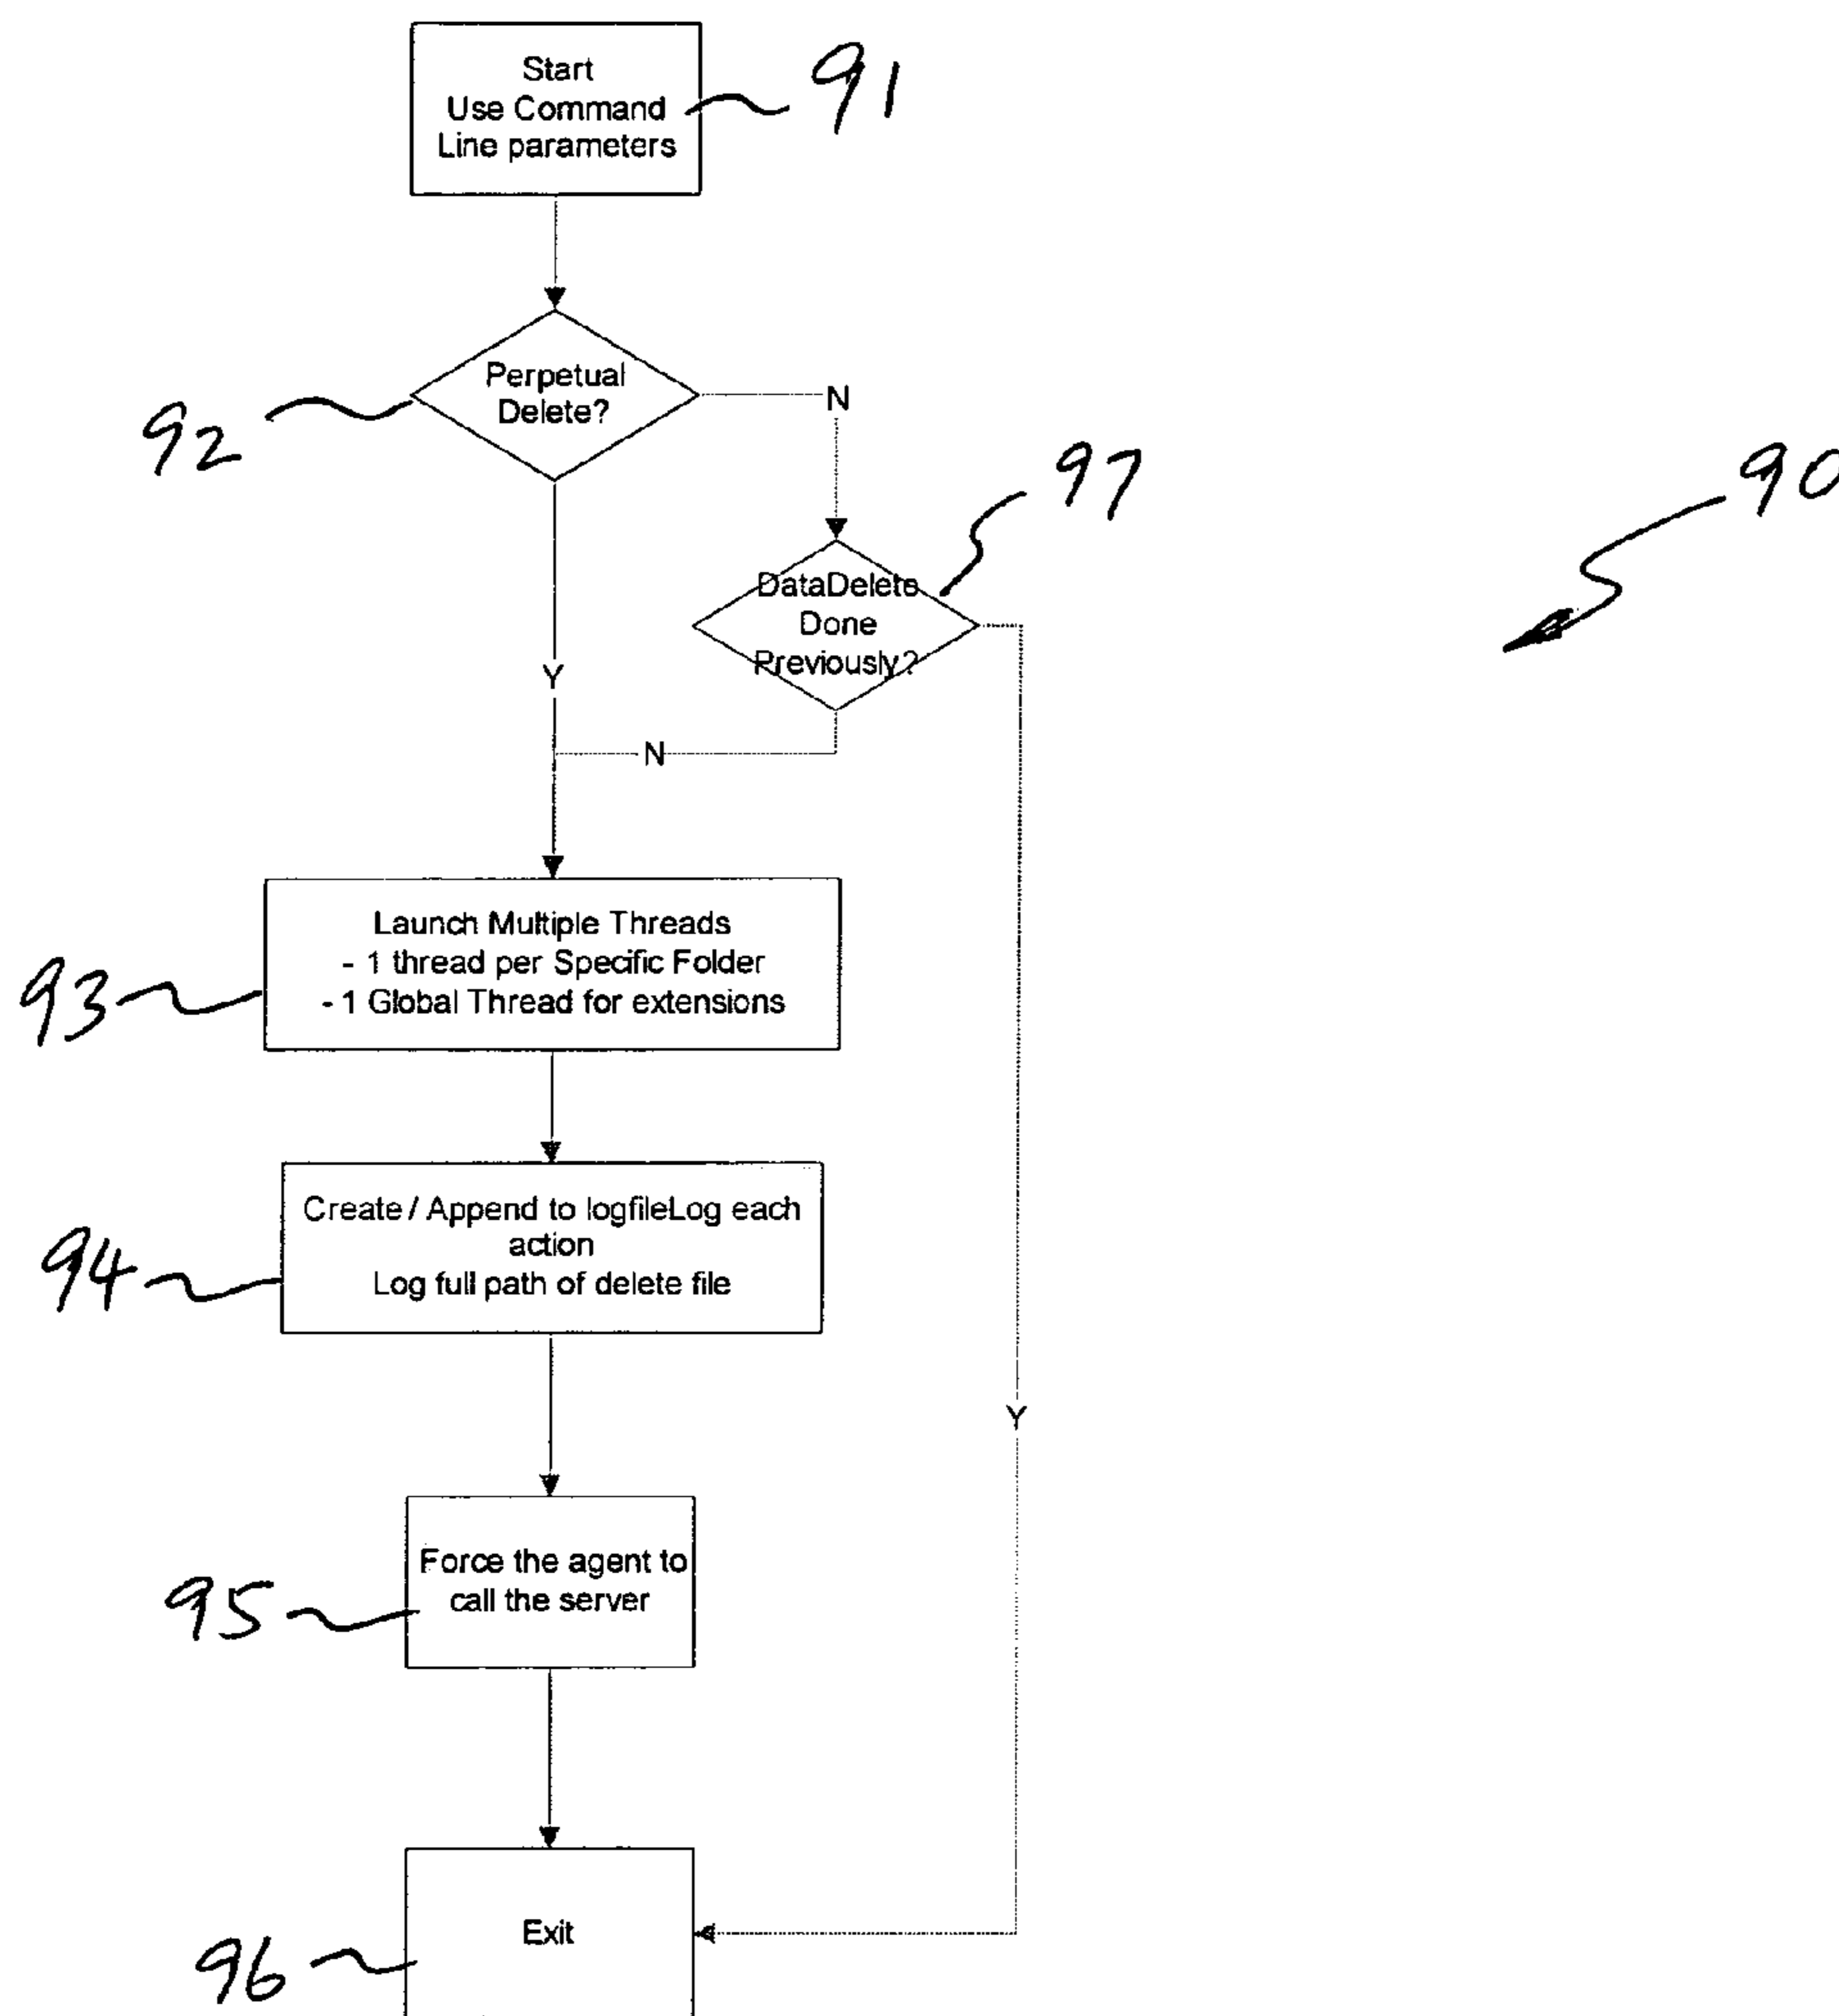 Start
Use Command
Line parameters
91
Perpetual
Delete?
92
N
97
90
DataDelete
Done
Previously?
Y
N
Launch Multiple Threads
- 1 thread per Specific Folder
- 1 Global Thread for extensions
93
Create / Append to logfileLog each
action
Log full path of delete file
94
Y
Force the agent to
call the server
95
Exit
96